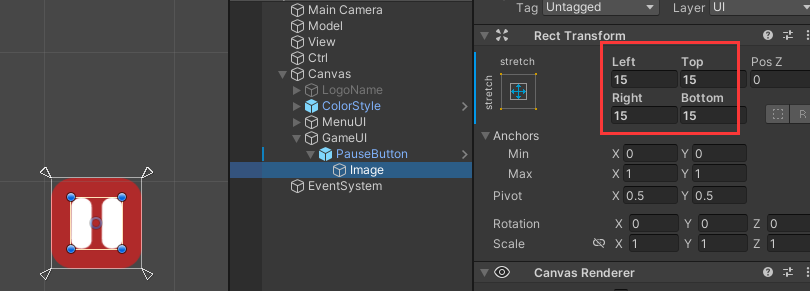 Main Camera
Model
View
Ctrl
Canvas
LogoName
ColorStyle
MenuUI
GameUI
PauseButton
Image
EventSystem
Tag Untagged Layer UI
Rect Transform
stretch
stretch
Left Top Pos Z
15 15 0
Right Bottom
15 15 R
Anchors
Min X 0 Y 0
Max X 1 Y 1
Pivot X 0.5 Y 0.5
Rotation X 0 Y 0 Z 0
Scale X 1 Y 1 Z 1
Canvas Renderer